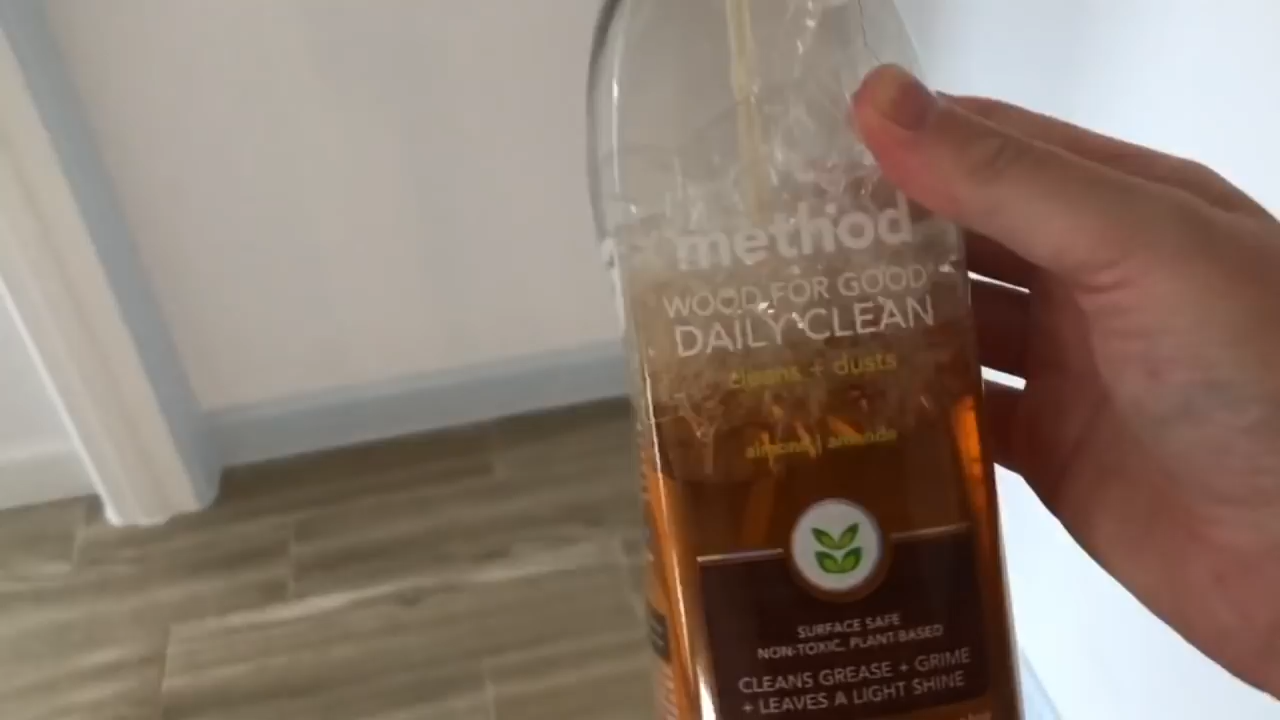 method
WOOD FOR GOOD
DAILY CLEAN
cleans + dusts
almond | amande
SURFACE SAFE
NON-TOXIC, PLANT-BASED
CLEANS GREASE + GRIME
+ LEAVES A LIGHT SHINE